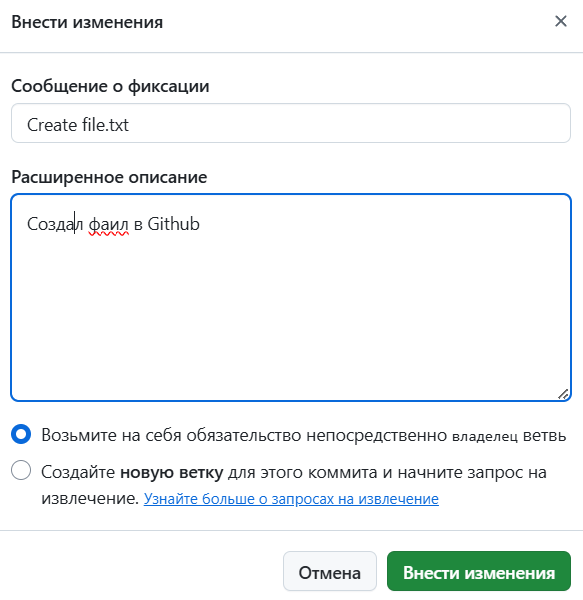 Внести изменения
Сообщение о фиксации
Create file.txt
Расширенное описание
Создал фаил в Github
Возьмите на себя обязательство непосредственно владелец ветвь
Создайте новую ветку для этого коммита и начните запрос на
извлечение. Узнайте больше о запросах на извлечение
Отмена
Внести изменения